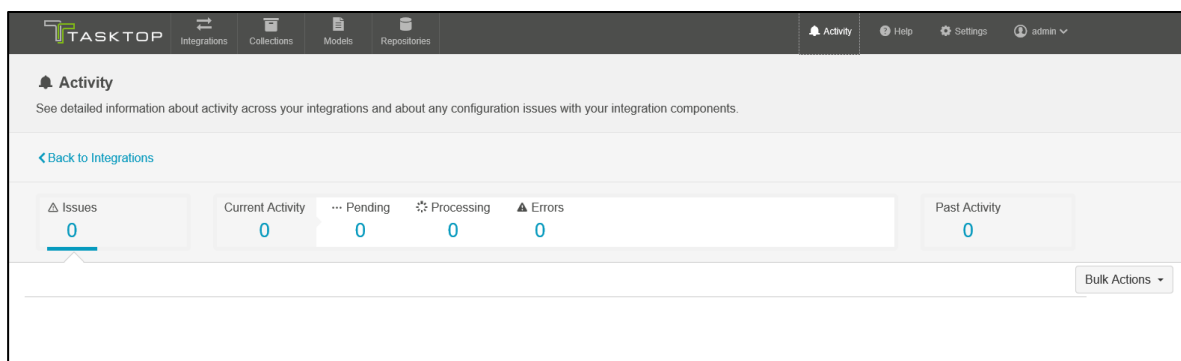 TASKTOP
Integrations
Collections
Models
Repositories
Activity
Help
Settings
admin
Activity
See detailed information about activity across your integrations and about any configuration issues with your integration components.
Back to Integrations
Issues
0
Current Activity
0
Pending
0
Processing
0
Errors
0
Past Activity
0
Bulk Actions